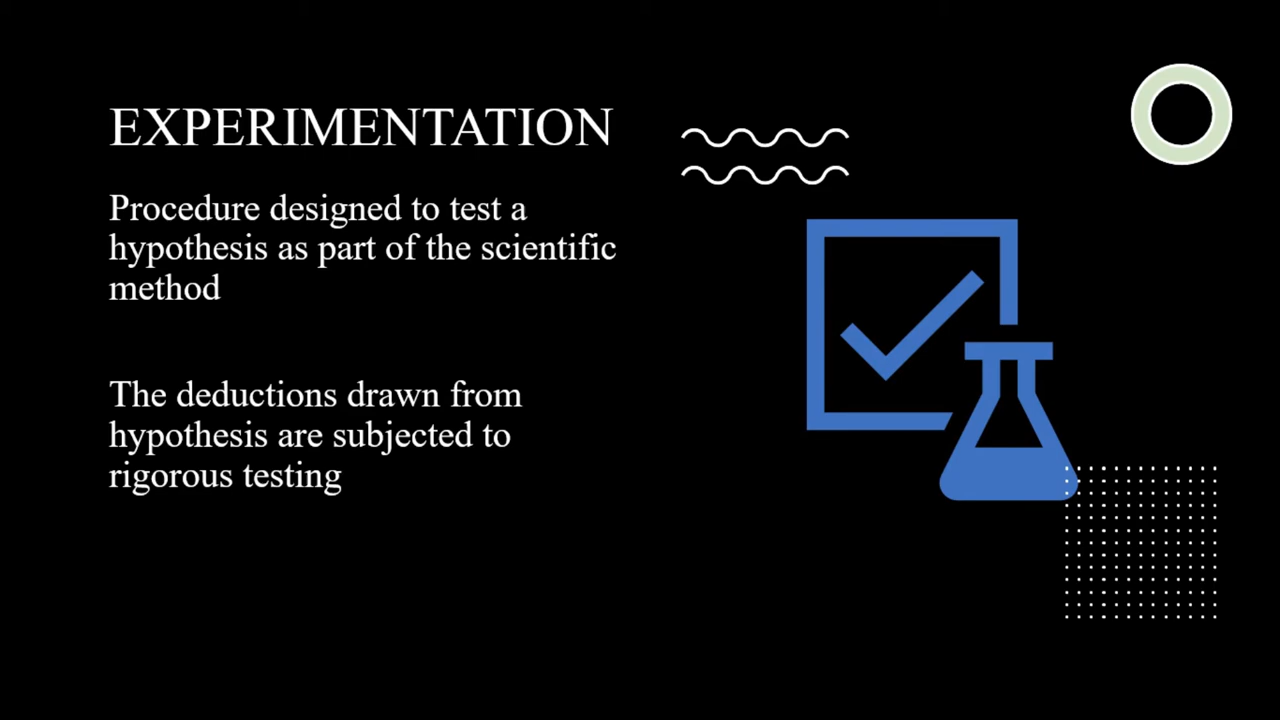 EXPERIMENTATION
Procedure designed to test a
hypothesis as part of the scientific
method
The deductions drawn from
hypothesis are subjected to
rigorous testing